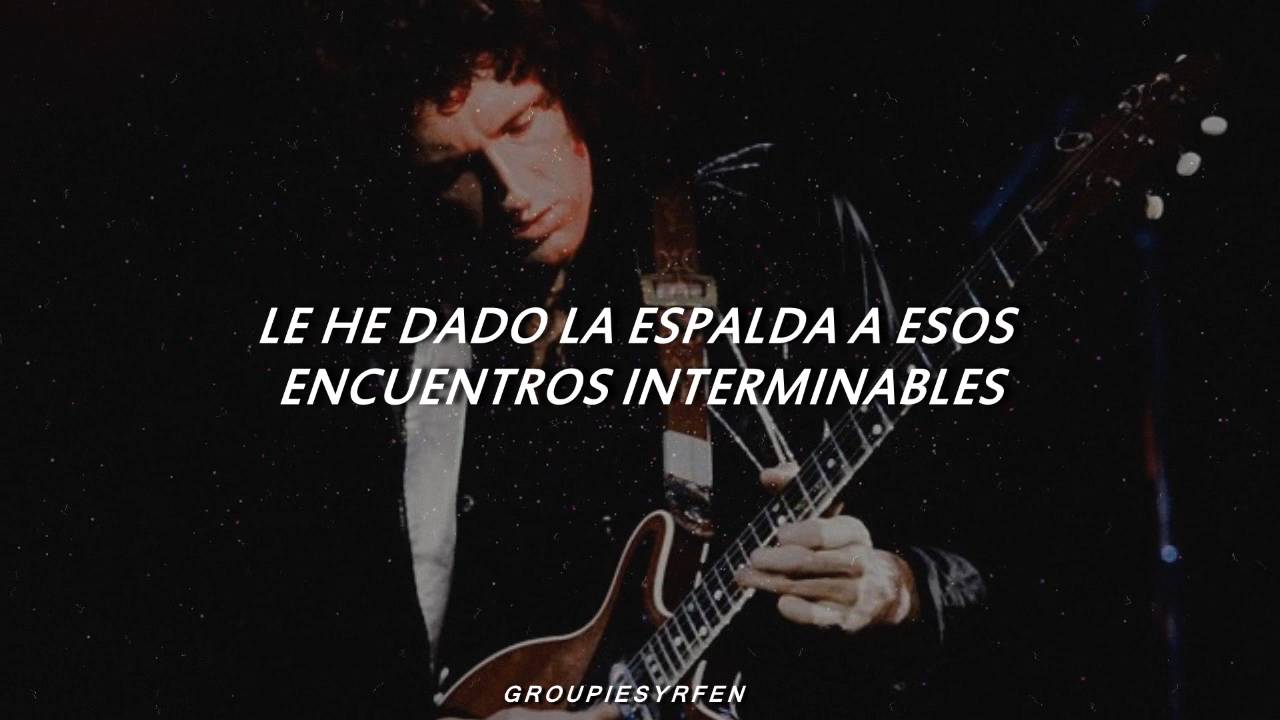 LE HE DADO LA ESPALDA A ESOS
ENCUENTROS INTERMINABLES
GROUPIESYRFEN